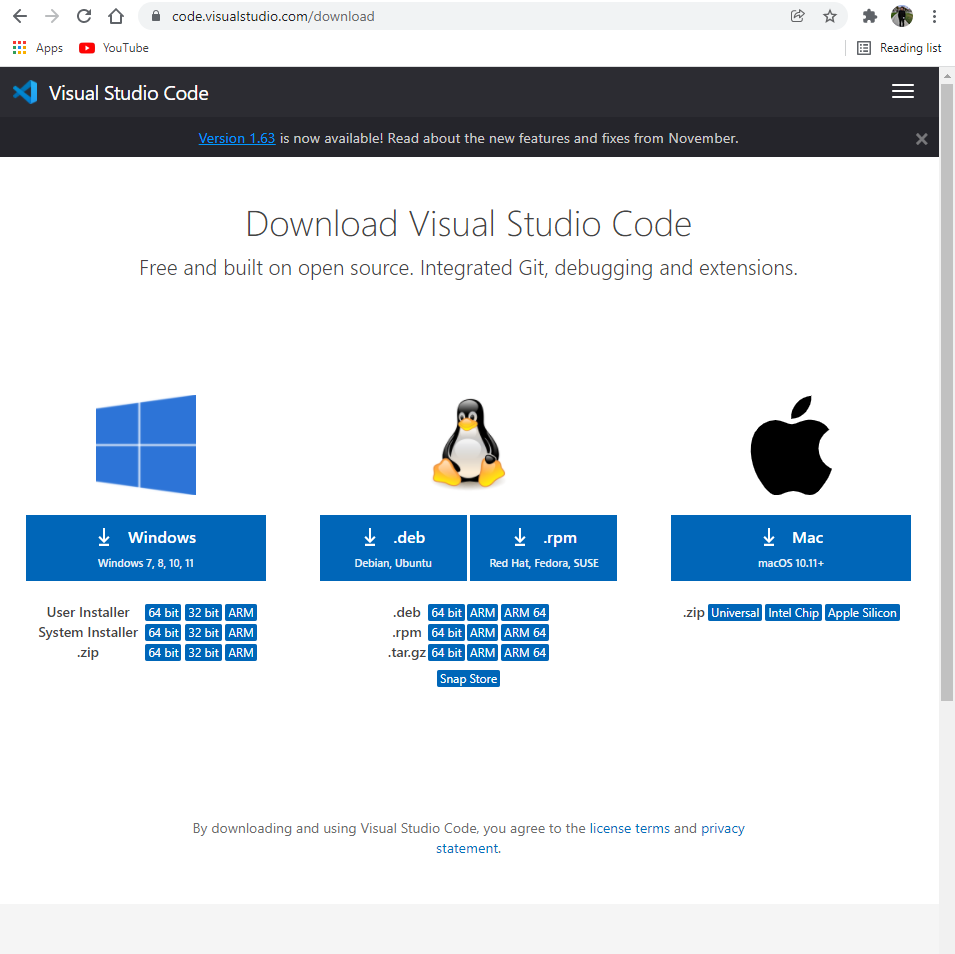 code.visualstudio.com/download
Apps YouTube Reading list
Visual Studio Code
Version 1.63 is now available! Read about the new features and fixes from November.
Download Visual Studio Code
Free and built on open source. Integrated Git, debugging and extensions.
Windows
Windows 7, 8, 10, 11
User Installer 64 bit 32 bit ARM
System Installer 64 bit 32 bit ARM
.zip 64 bit 32 bit ARM
.deb
Debian, Ubuntu
.rpm
Red Hat, Fedora, SUSE
.deb 64 bit ARM ARM 64
.rpm 64 bit ARM ARM 64
.tar.gz 64 bit ARM ARM 64
Snap Store
Mac
macOS 10.11+
.zip Universal Intel Chip Apple Silicon
By downloading and using Visual Studio Code, you agree to the license terms and privacy
statement.